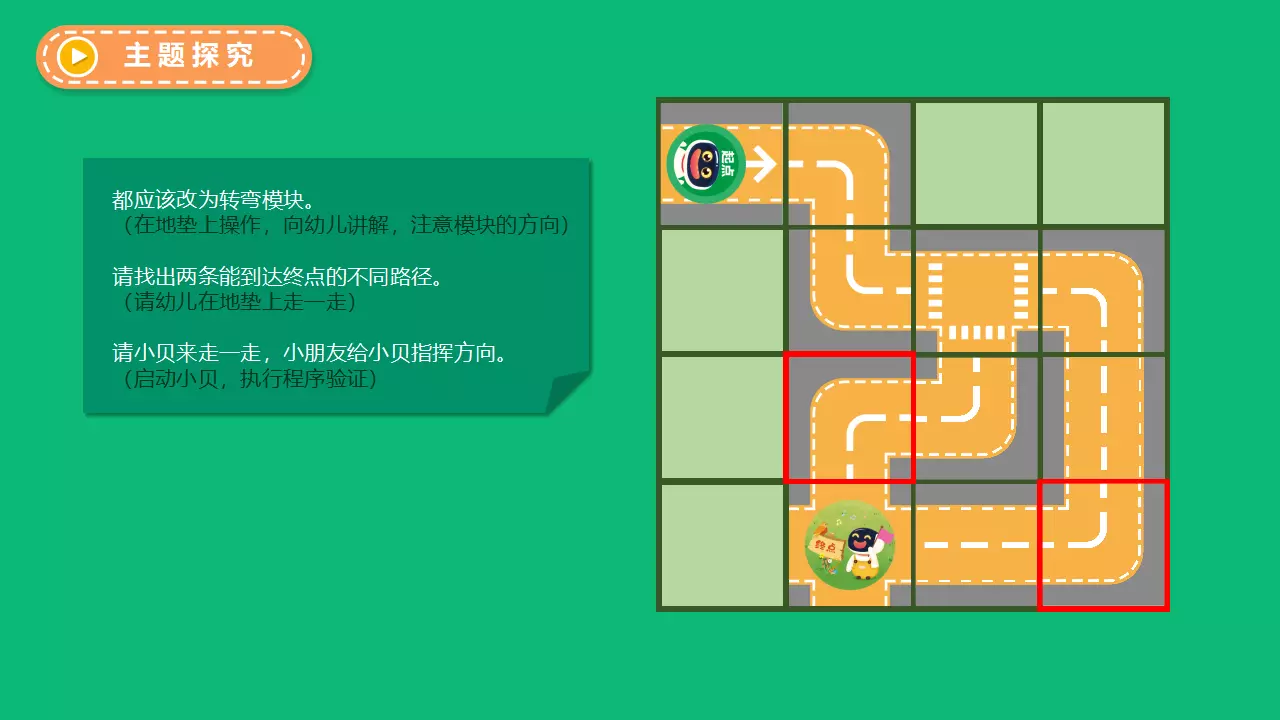 主题探究
都应该改为转弯模块。
（在地垫上操作，向幼儿讲解，注意模块的方向）
请找出两条能到达终点的不同路径。
（请幼儿在地垫上走一走）
请小贝来走一走，小朋友给小贝指挥方向。
（启动小贝，执行程序验证）
起点
终点